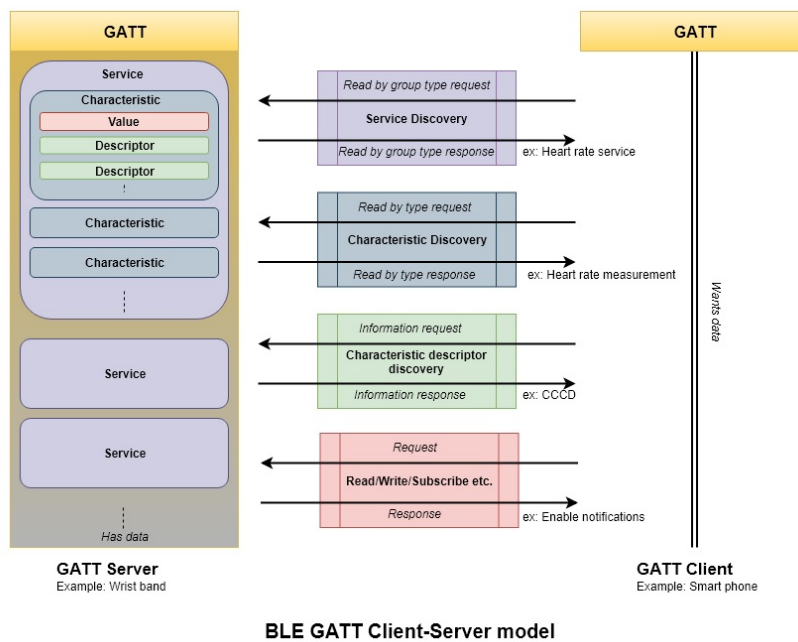 GATT
Service
Characteristic
Value
Descriptor
Descriptor
Characteristic
Characteristic
Service
Service
Has data
GATT Server
Example: Wrist band
Read by group type request
Service Discovery
Read by group type response
ex: Heart rate service
Read by type request
Characteristic Discovery
Read by type response
ex: Heart rate measurement
Information request
Characteristic descriptor
discovery
Information response
ex: CCCD
Request
Read/Write/Subscribe etc.
Response
ex: Enable notifications
GATT
Wants data
GATT Client
Example: Smart phone
BLE GATT Client-Server model